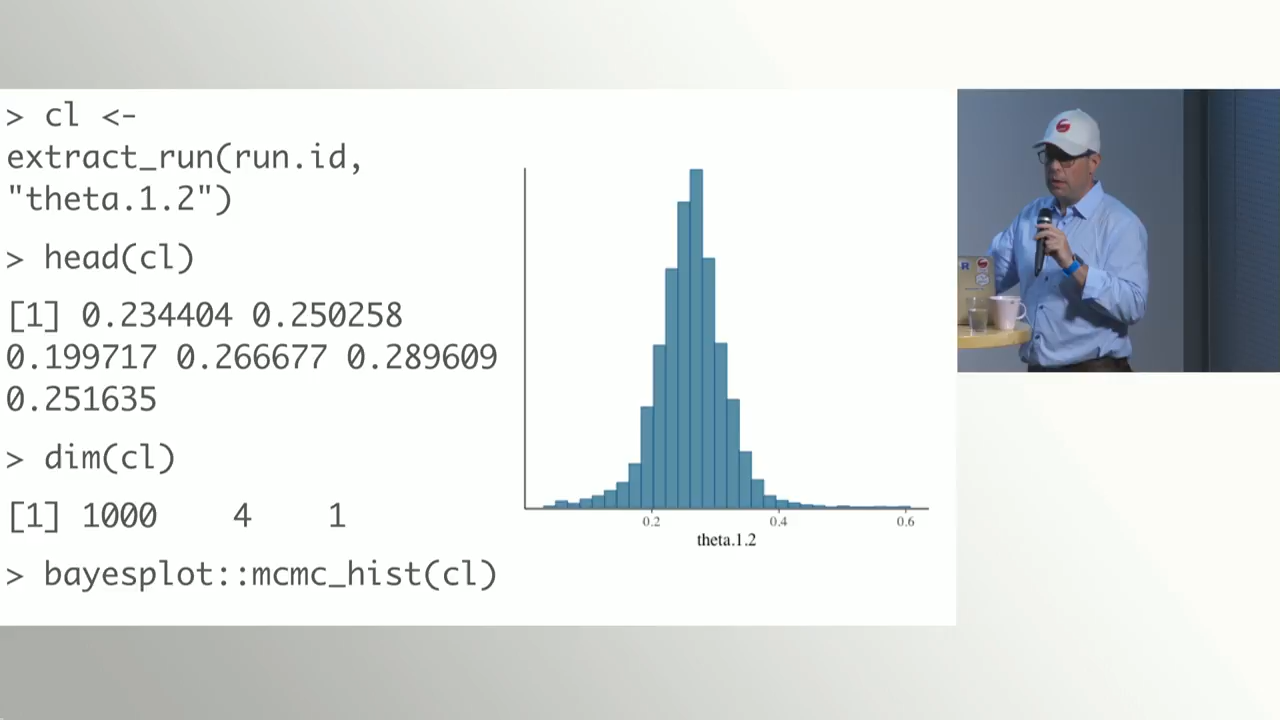 > cl <-
extract_run(run.id,
"theta.1.2")
> head(cl)
[1] 0.234404 0.250258
0.199717 0.266677 0.289609
0.251635
> dim(cl)
[1] 1000 4 1
> bayesplot::mcmc_hist(cl)
0.2 0.4 0.6
theta.1.2
R